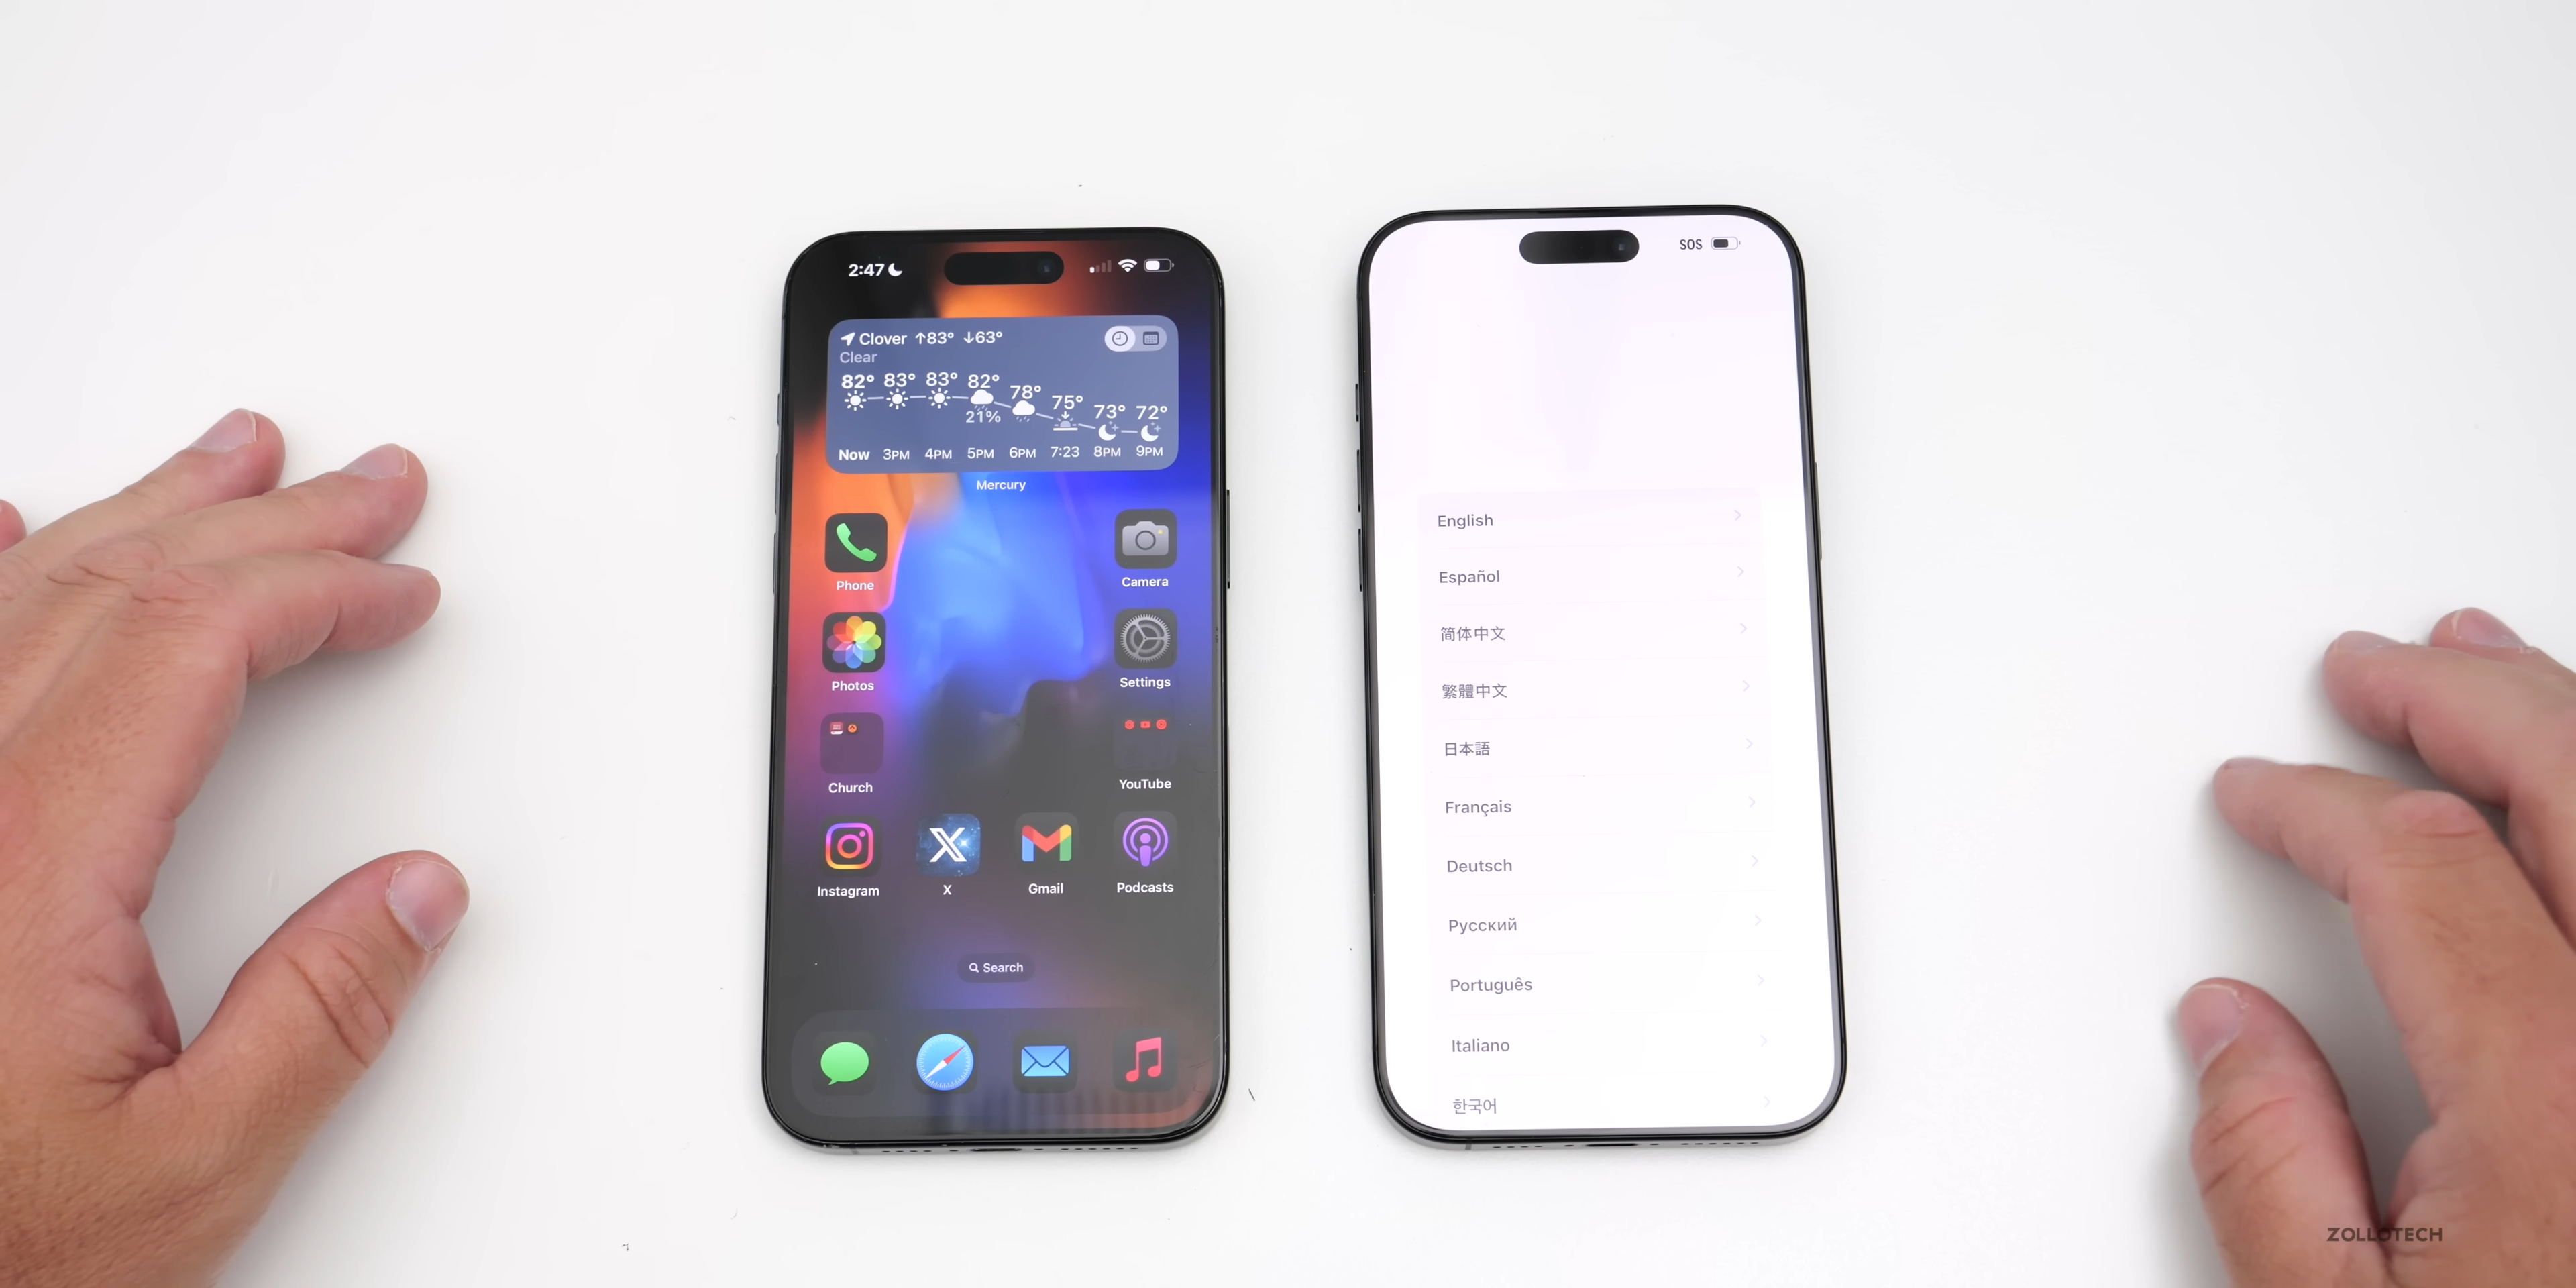 2:47
Clover ↑83° ↓63°
Clear
82° 83° 83° 82° 78° 75° 73° 72°
21%
Now 3PM 4PM 5PM 6PM 7:23 8PM 9PM
Mercury
Phone Camera
Photos Settings
Church YouTube
Instagram X Gmail Podcasts
Search
SOS
English
Español
简体中文
繁體中文
日本語
Français
Deutsch
Русский
Português
Italiano
한국어
ZOLLOTECH